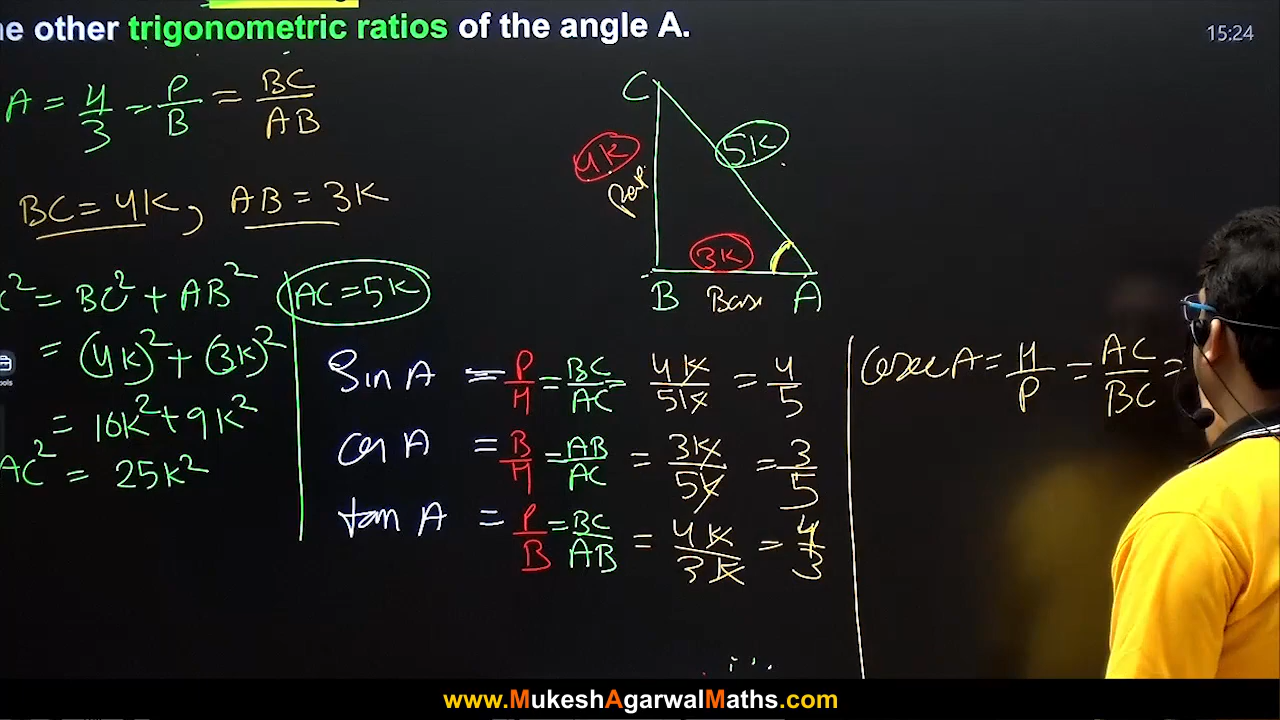 he other trigonometric ratios of the angle A.
15:24
A = 4/3 = P/B = BC/AB
BC = 4K, AB = 3K
C² = BC² + AB²
= (4K)² + (3K)²
= 16K² + 9K²
AC² = 25K²
AC = 5K
C
4K
5K
3K
B Base A
Sin A = P/H = BC/AC = 4K/5K = 4/5
cos A = B/H = AB/AC = 3K/5K = 3/5
tan A = P/B = BC/AB = 4K/3K = 4/3
Cosec A = H/P = AC/BC =
ools
www.MukeshAgarwalMaths.com